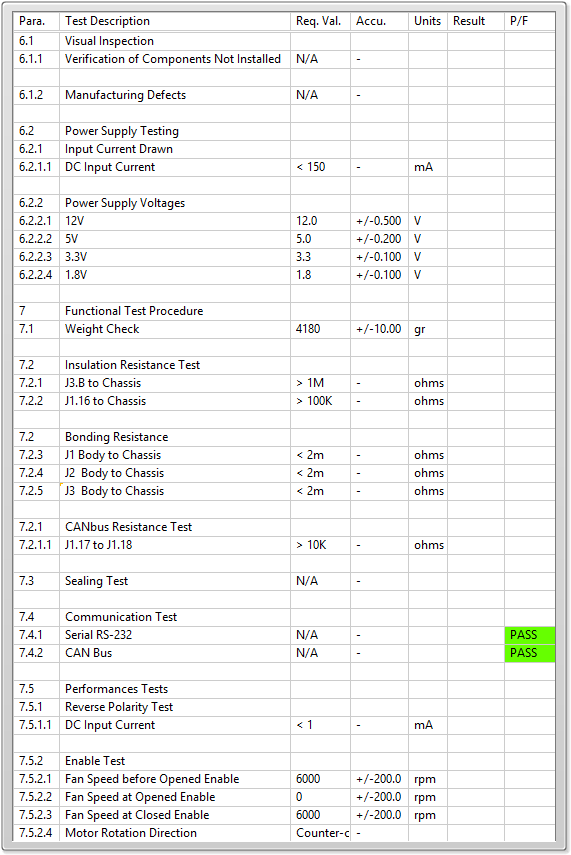 Para. Test Description Req. Val. Accu. Units Result P/F
6.1 Visual Inspection
6.1.1 Verification of Components Not Installed N/A -
6.1.2 Manufacturing Defects N/A -
6.2 Power Supply Testing
6.2.1 Input Current Drawn
6.2.1.1 DC Input Current < 150 - mA
6.2.2 Power Supply Voltages
6.2.2.1 12V 12.0 +/-0.500 V
6.2.2.2 5V 5.0 +/-0.200 V
6.2.2.3 3.3V 3.3 +/-0.100 V
6.2.2.4 1.8V 1.8 +/-0.100 V
7 Functional Test Procedure
7.1 Weight Check 4180 +/-10.00 gr
7.2 Insulation Resistance Test
7.2.1 J3.B to Chassis > 1M - ohms
7.2.2 J1.16 to Chassis > 100K - ohms
7.2 Bonding Resistance
7.2.3 J1 Body to Chassis < 2m - ohms
7.2.4 J2 Body to Chassis < 2m - ohms
7.2.5 J3 Body to Chassis < 2m - ohms
7.2.1 CANbus Resistance Test
7.2.1.1 J1.17 to J1.18 > 10K - ohms
7.3 Sealing Test N/A -
7.4 Communication Test
7.4.1 Serial RS-232 N/A - PASS
7.4.2 CAN Bus N/A - PASS
7.5 Performances Tests
7.5.1 Reverse Polarity Test
7.5.1.1 DC Input Current < 1 - mA
7.5.2 Enable Test
7.5.2.1 Fan Speed before Opened Enable 6000 +/-200.0 rpm
7.5.2.2 Fan Speed at Opened Enable 0 +/-200.0 rpm
7.5.2.3 Fan Speed at Closed Enable 6000 +/-200.0 rpm
7.5.2.4 Motor Rotation Direction Counter-c -